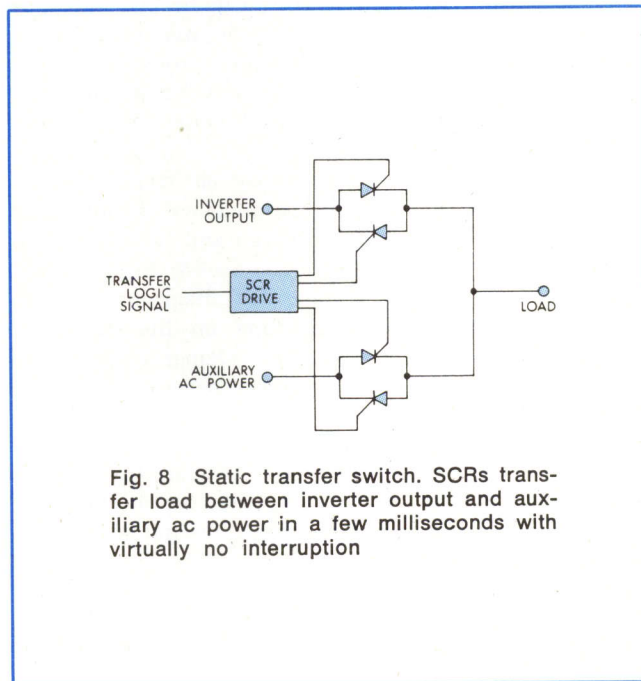 INVERTER
OUTPUT
TRANSFER
LOGIC
SIGNAL
SCR
DRIVE
LOAD
AUXILIARY
AC POWER
Fig. 8 Static transfer switch. SCRs trans-
fer load between inverter output and aux-
iliary ac power in a few milliseconds with
virtually no interruption